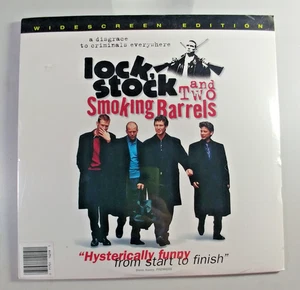 WIDESCREEN EDITION
a disgrace
to criminals everywhere
lock,
stock
and
TWO
Smoking Barrels
"Hysterically funny
from start to finish"